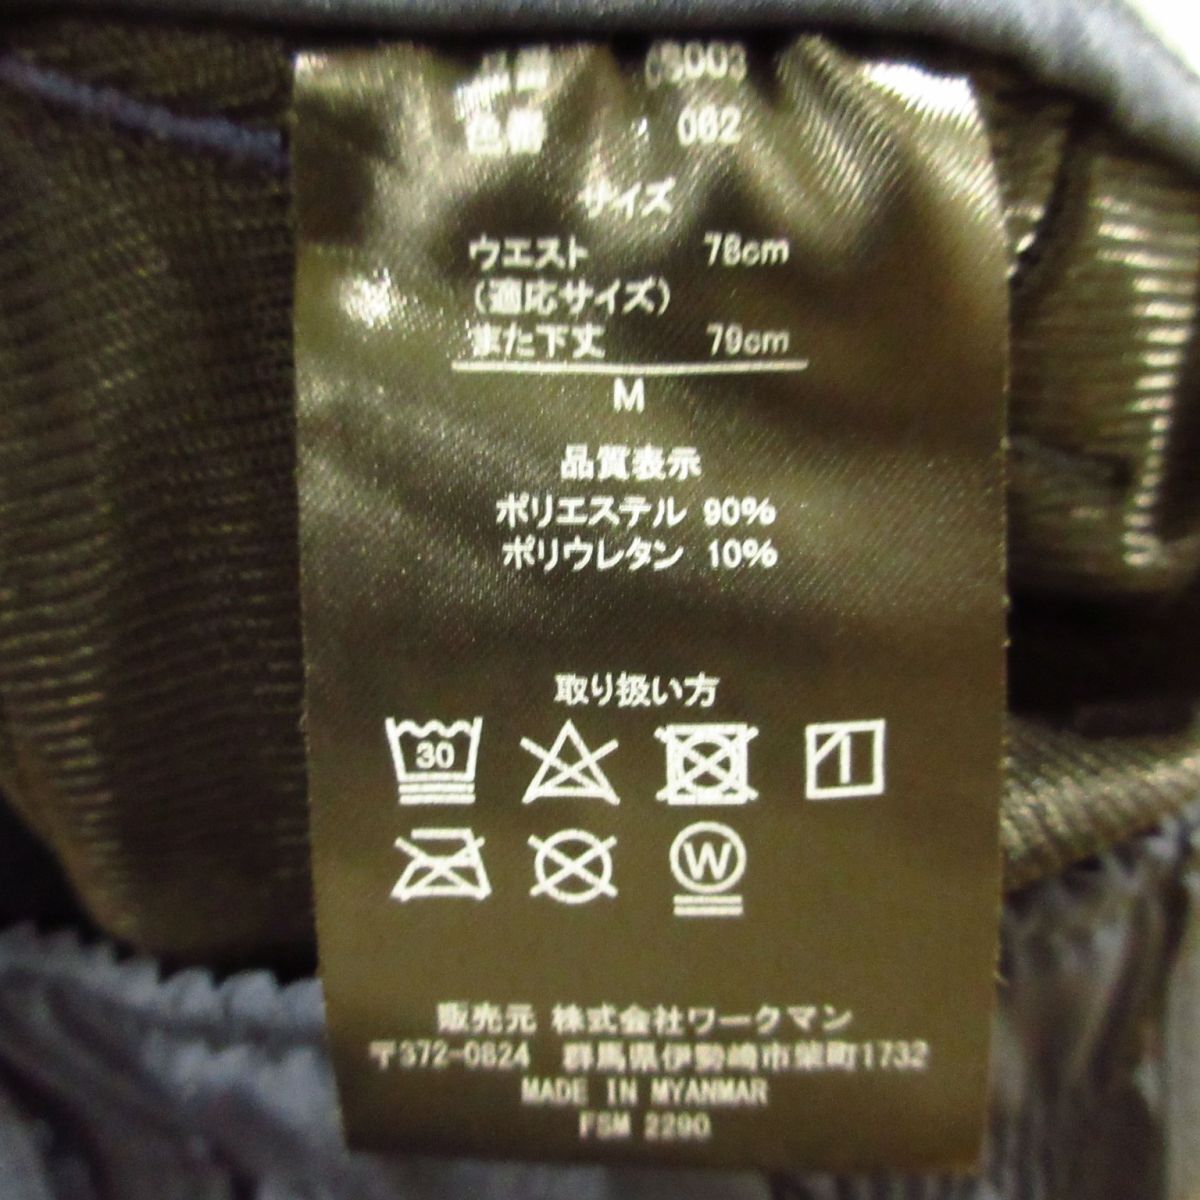 品番 CS003
色番 : 062
サイズ
ウエスト 76cm
(適応サイズ)
また下丈 79cm
M
品質表示
ポリエステル 90%
ポリウレタン 10%
取り扱い方
30
W
販売元 株式会社ワークマン
〒372-0824 群馬県伊勢崎市柴町1732
MADE IN MYANMAR
FSM 2290